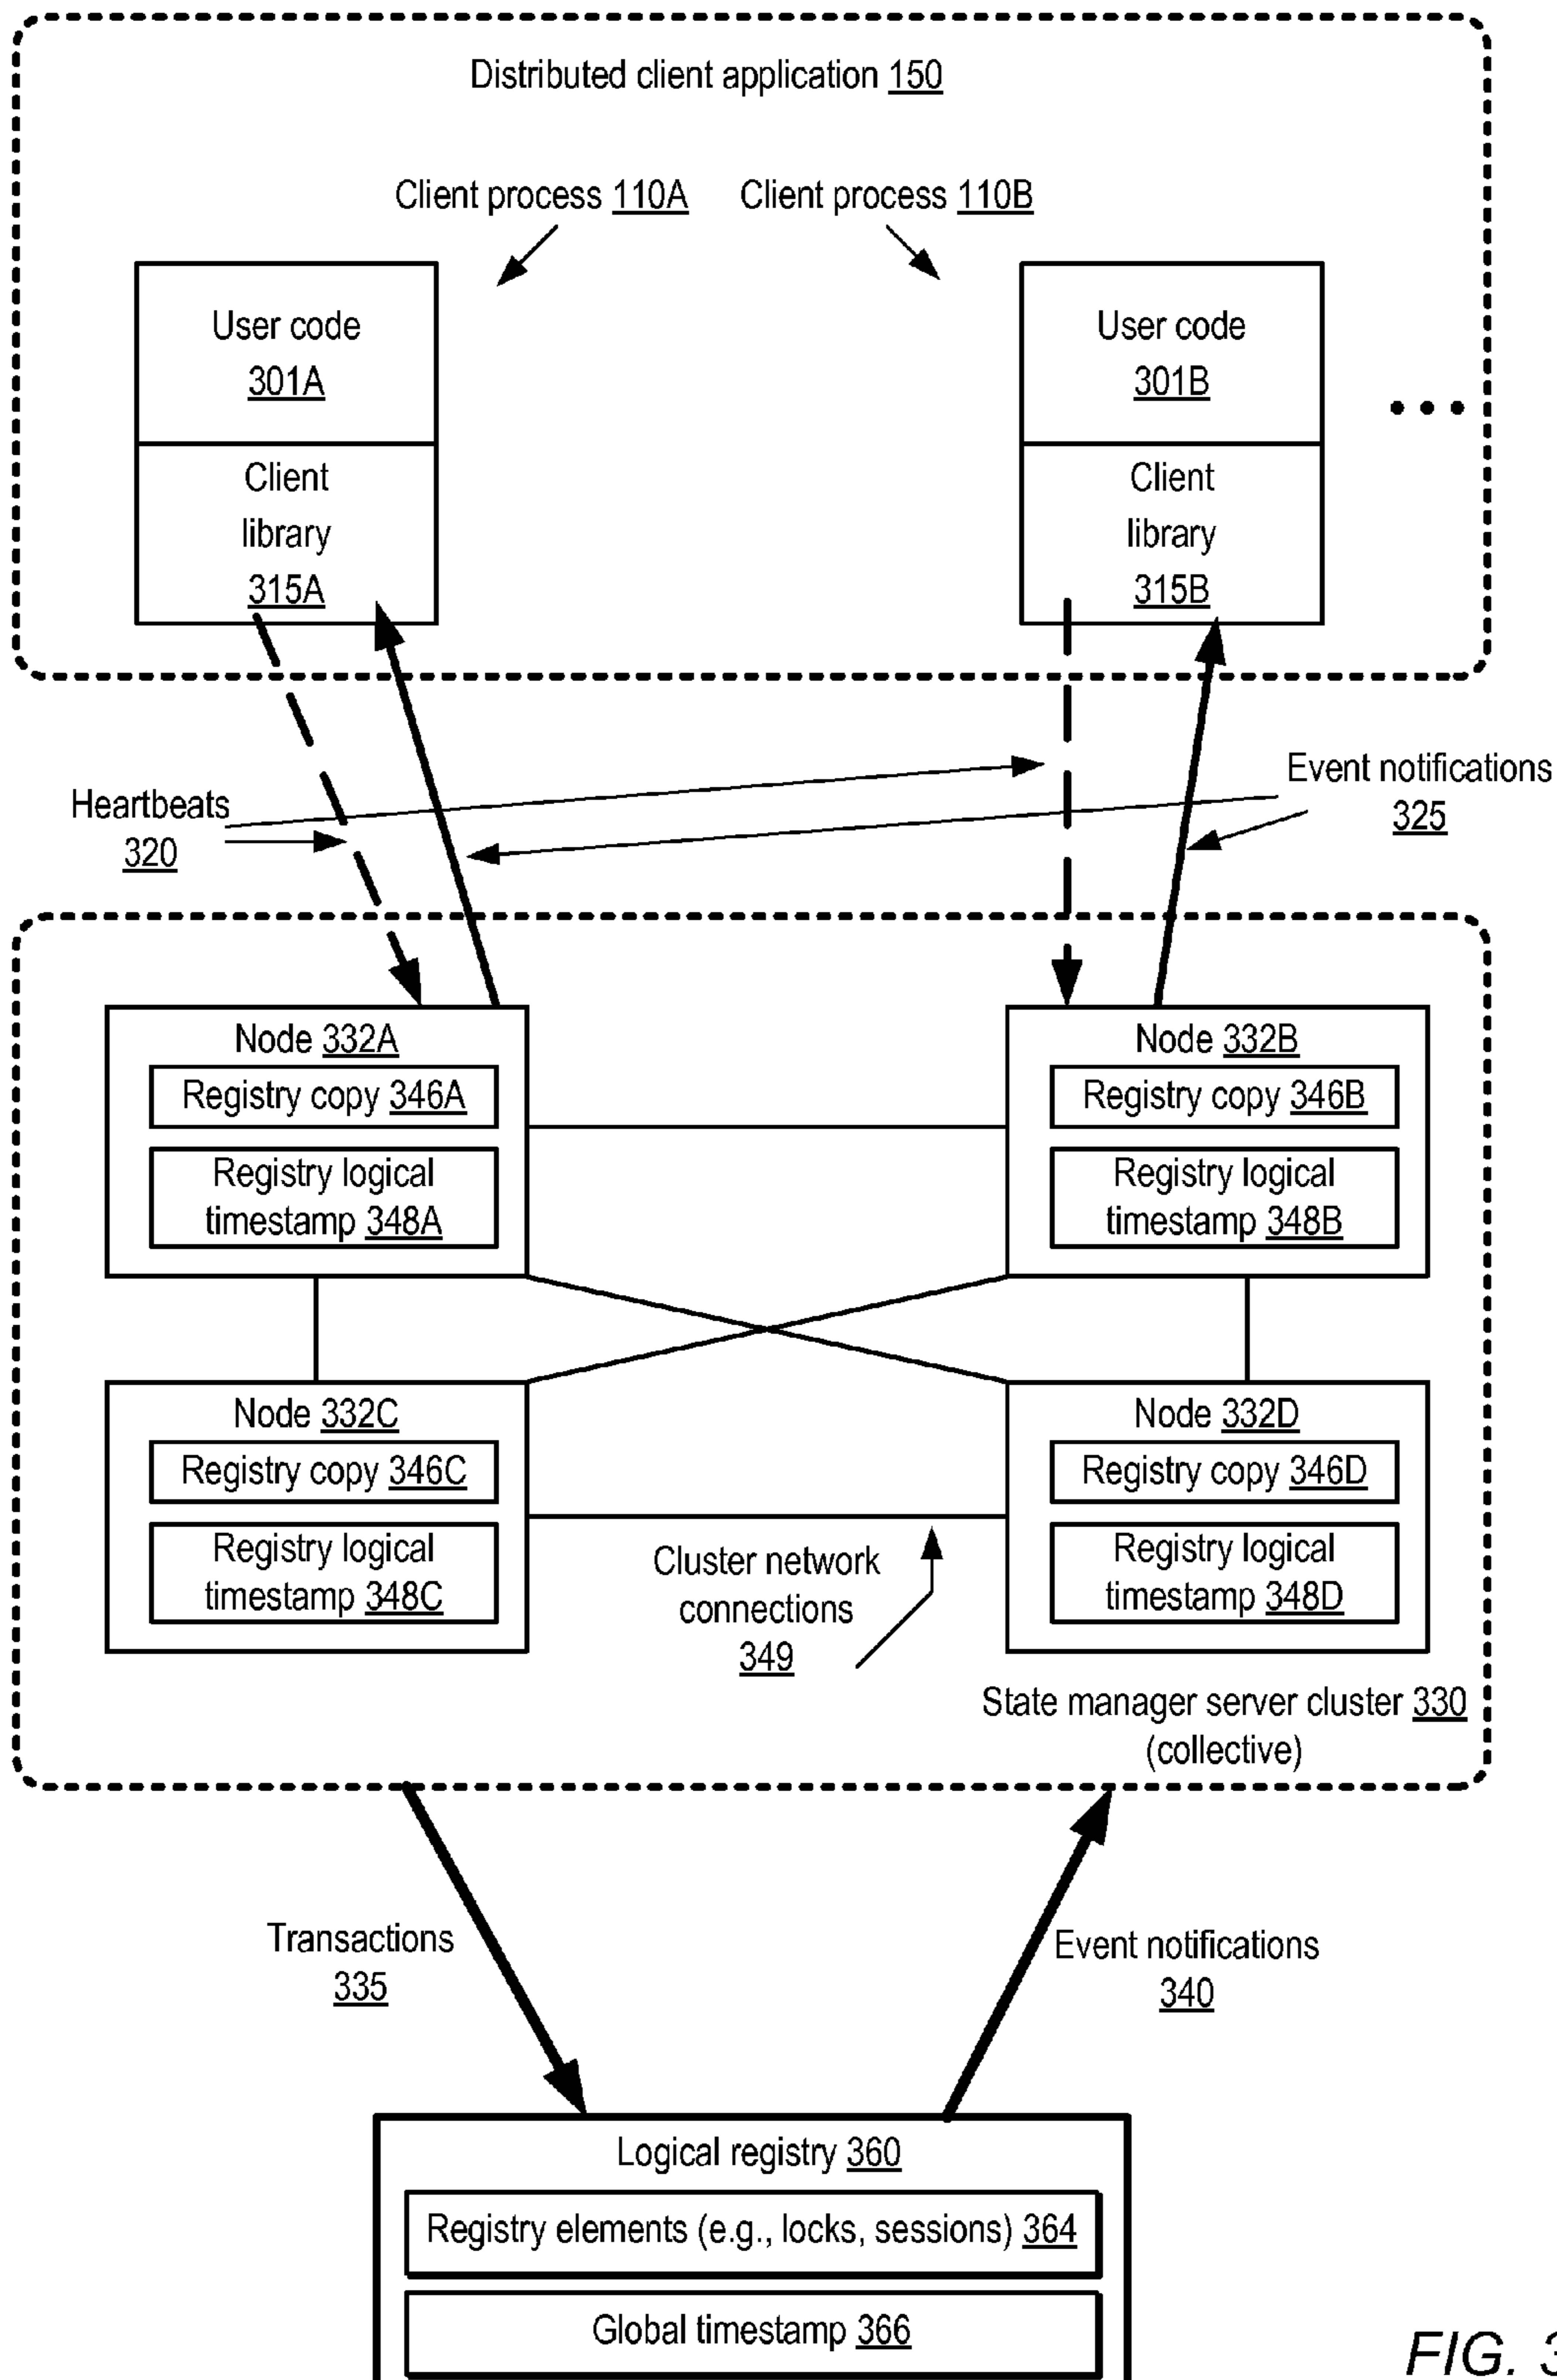 Distributed client application 150
Client process 110A
Client process 110B
User code
301A
Client
library
315A
User code
301B
Client
library
315B
Heartbeats
320
Event notifications
325
Node 332A
Registry copy 346A
Registry logical
timestamp 348A
Node 332B
Registry copy 346B
Registry logical
timestamp 348B
Node 332C
Registry copy 346C
Registry logical
timestamp 348C
Node 332D
Registry copy 346D
Registry logical
timestamp 348D
Cluster network
connections
349
State manager server cluster 330
(collective)
Transactions
335
Event notifications
340
Logical registry 360
Registry elements (e.g., locks, sessions) 364
Global timestamp 366
FIG. 3